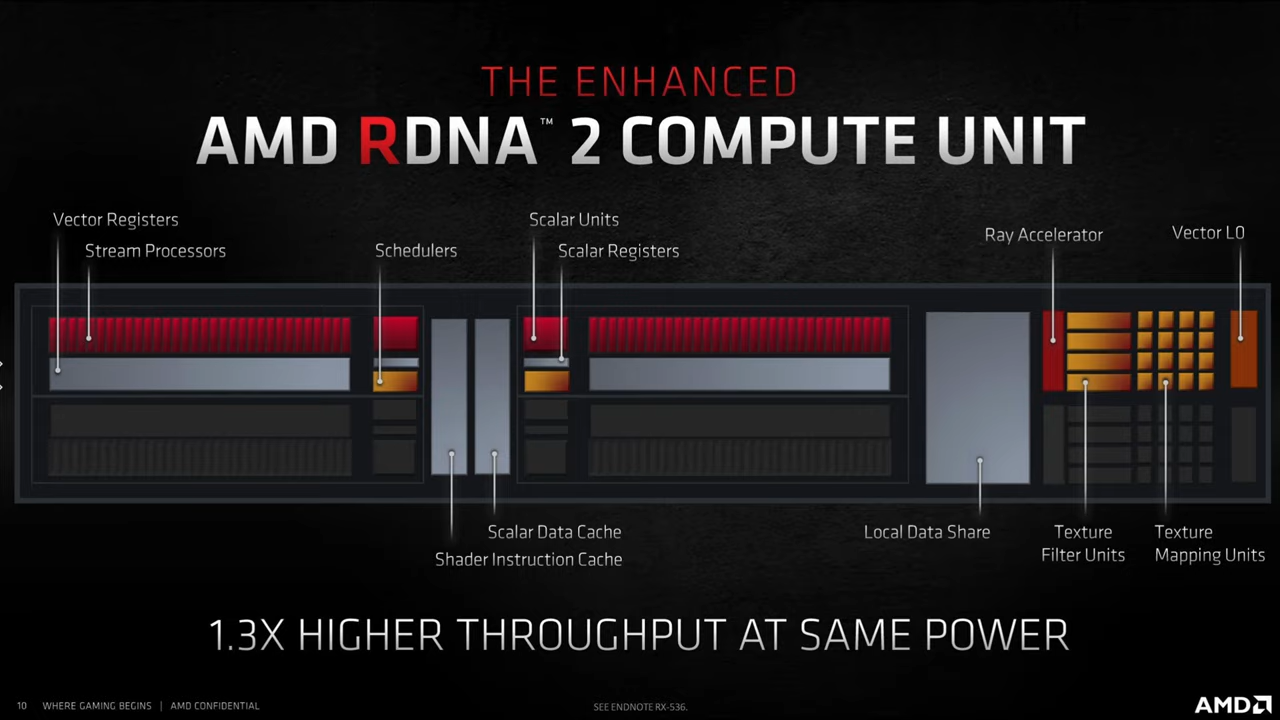 THE ENHANCED
AMD RDNA™ 2 COMPUTE UNIT
Vector Registers
Stream Processors
Schedulers
Scalar Units
Scalar Registers
Ray Accelerator
Vector L0
Scalar Data Cache
Shader Instruction Cache
Local Data Share
Texture
Filter Units
Texture
Mapping Units
1.3X HIGHER THROUGHPUT AT SAME POWER
10 WHERE GAMING BEGINS | AMD CONFIDENTIAL
SEE ENDNOTE RX-536.
AMD